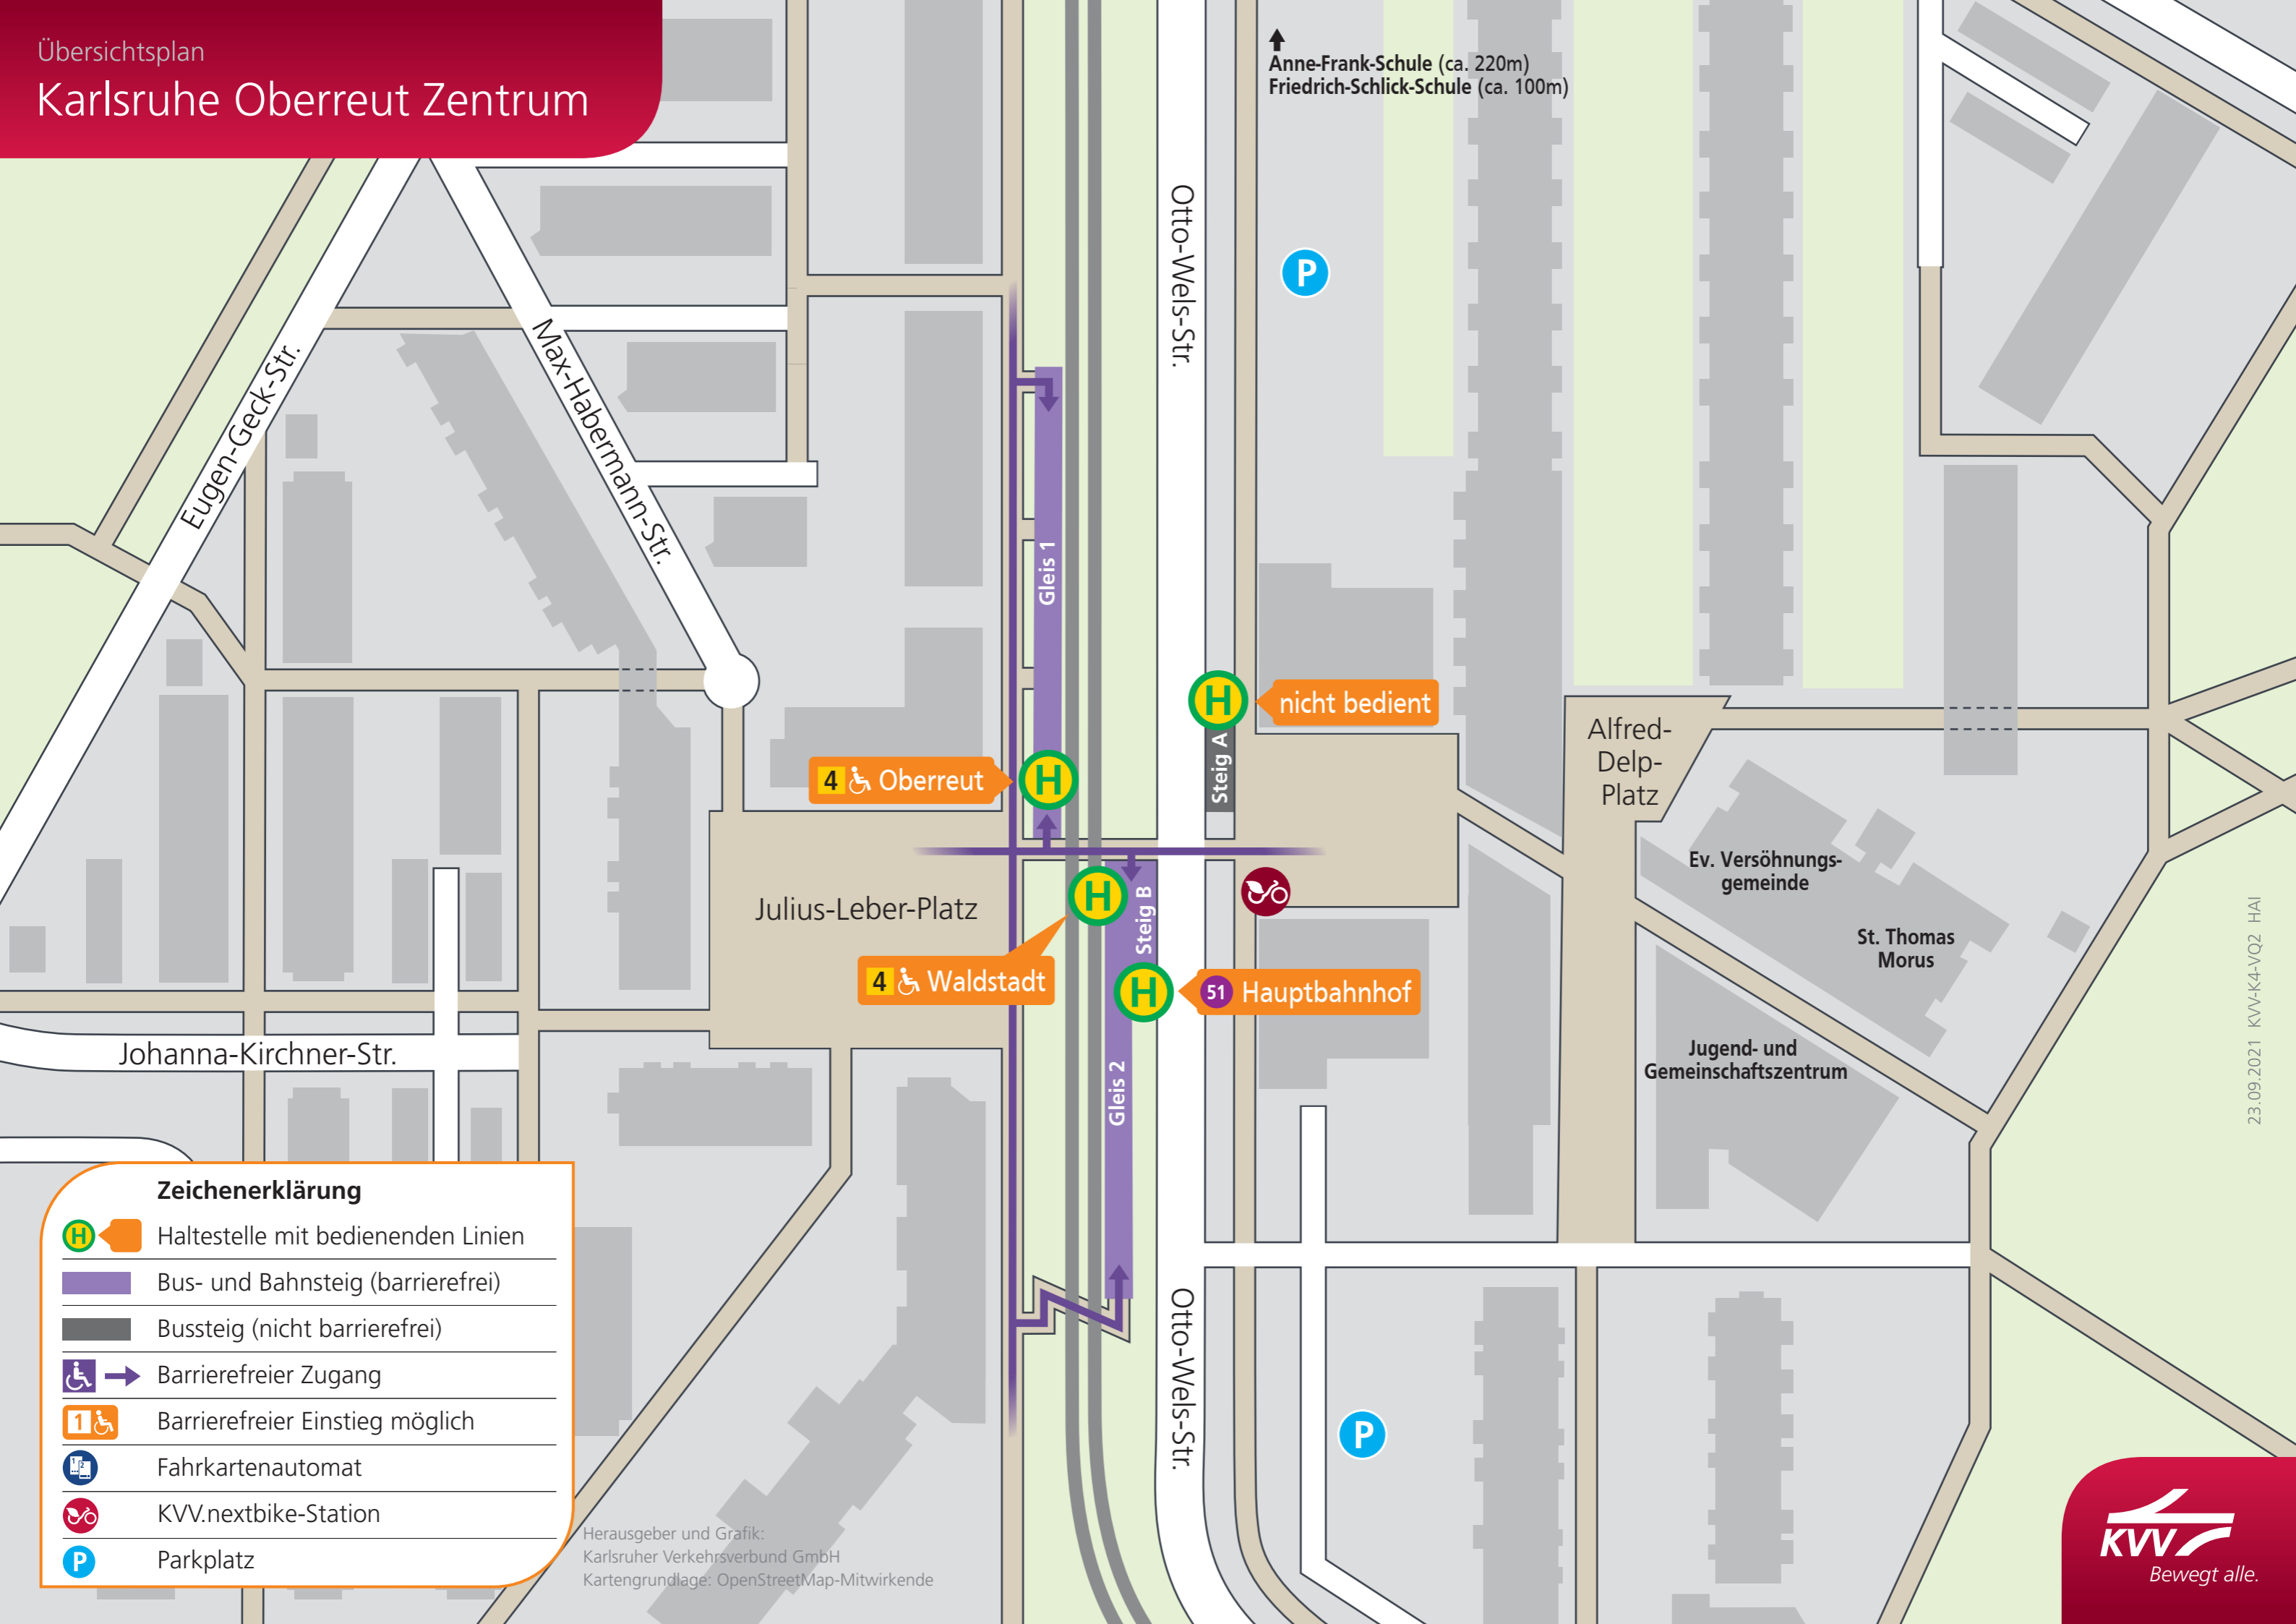 Übersichtsplan
Karlsruhe Oberreut Zentrum
Anne-Frank-Schule (ca. 220m)
Friedrich-Schlick-Schule (ca. 100m)
P
Otto-Wels-Str.
Eugen-Geck-Str.
Max-Habermann-Str.
Gleis 1
H
nicht bedient
Steig A
Alfred-
Delp-
Platz
4 Oberreut
H
Julius-Leber-Platz
H
Steig B
4 Waldstadt
H
51 Hauptbahnhof
Ev. Versöhnungs-
gemeinde
St. Thomas
Morus
Jugend- und
Gemeinschaftszentrum
Johanna-Kirchner-Str.
Gleis 2
Otto-Wels-Str.
P
23.09.2021 KVV-K4-VQ2 HAI
Zeichenerklärung
H
Haltestelle mit bedienenden Linien
Bus- und Bahnsteig (barrierefrei)
Bussteig (nicht barrierefrei)
Barrierefreier Zugang
1
Barrierefreier Einstieg möglich
1 2
Fahrkartenautomat
KVV.nextbike-Station
P
Parkplatz
Herausgeber und Grafik:
Karlsruher Verkehrsverbund GmbH
Kartengrundlage: OpenStreetMap-Mitwirkende
KVV
Bewegt alle.